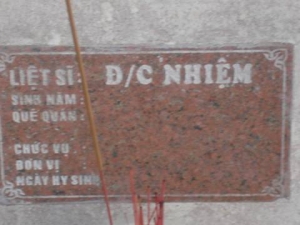 LIỆT SĨ: Đ/C NHIỆM
SINH NĂM:
QUÊ QUÁN:
CHỨC VỤ
ĐƠN VỊ
NGÀY HY SINH